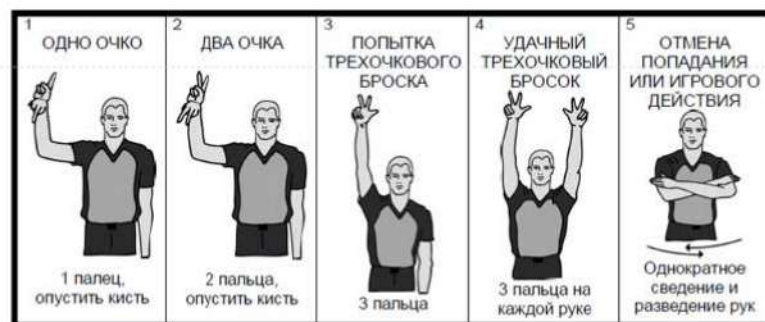 1
ОДНО ОЧКО
1 палец,
опустить кисть
2
ДВА ОЧКА
2 пальца,
опустить кисть
3
ПОПЫТКА
ТРЕХОЧКОВОГО
БРОСКА
3 пальца
4
УДАЧНЫЙ
ТРЕХОЧКОВЫЙ
БРОСОК
3 пальца на
каждой руке
5
ОТМЕНА
ПОПАДАНИЯ
ИЛИ ИГРОВОГО
ДЕЙСТВИЯ
Однократное
сведение и
разведение рук